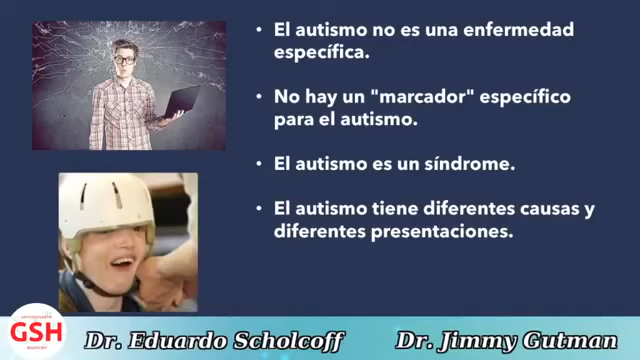 • El autismo no es una enfermedad
específica.
• No hay un "marcador" específico
para el autismo.
• El autismo es un síndrome.
• El autismo tiene diferentes causas y
diferentes presentaciones.
GSH
Dr. Eduardo Scholcoff
Dr. Jimmy Gutman